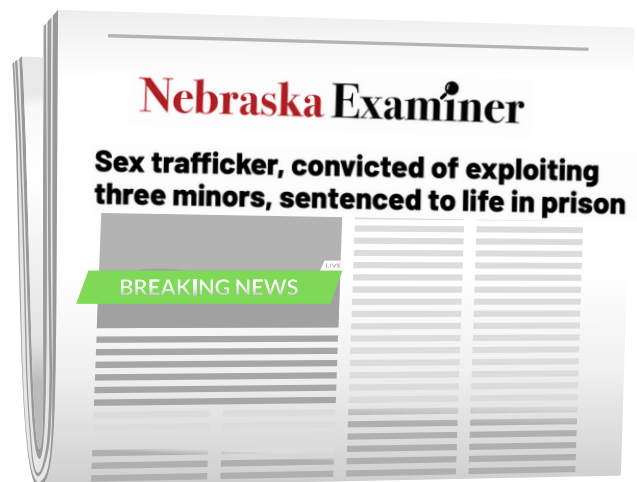 Nebraska Examiner
Sex trafficker, convicted of exploiting
three minors, sentenced to life in prison
LIVE
BREAKING NEWS